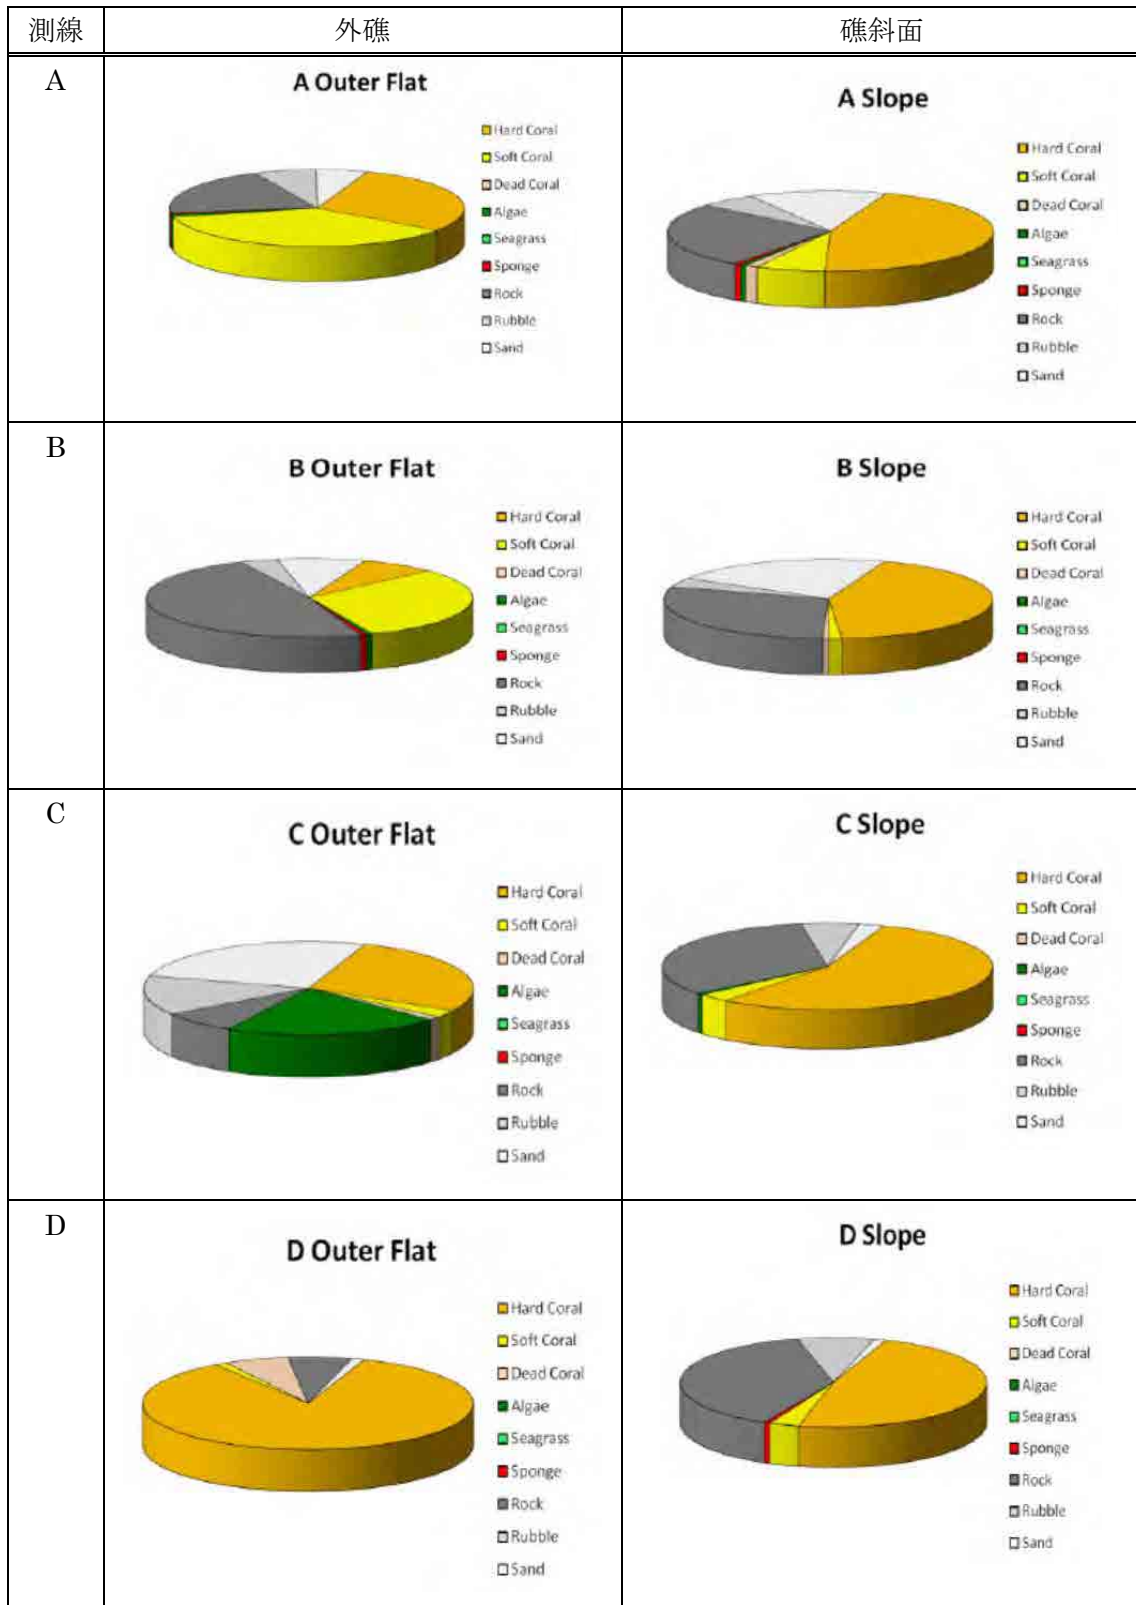 測線 外礁 礁斜面
A
A Outer Flat
Hard Coral
Soft Coral
Dead Coral
Algae
Seagrass
Sponge
Rock
Rubble
Sand
A Slope
Hard Coral
Soft Coral
Dead Coral
Algae
Seagrass
Sponge
Rock
Rubble
Sand
B
B Outer Flat
Hard Coral
Soft Coral
Dead Coral
Algae
Seagrass
Sponge
Rock
Rubble
Sand
B Slope
Hard Coral
Soft Coral
Dead Coral
Algae
Seagrass
Sponge
Rock
Rubble
Sand
C
C Outer Flat
Hard Coral
Soft Coral
Dead Coral
Algae
Seagrass
Sponge
Rock
Rubble
Sand
C Slope
Hard Coral
Soft Coral
Dead Coral
Algae
Seagrass
Sponge
Rock
Rubble
Sand
D
D Outer Flat
Hard Coral
Soft Coral
Dead Coral
Algae
Seagrass
Sponge
Rock
Rubble
Sand
D Slope
Hard Coral
Soft Coral
Dead Coral
Algae
Seagrass
Sponge
Rock
Rubble
Sand